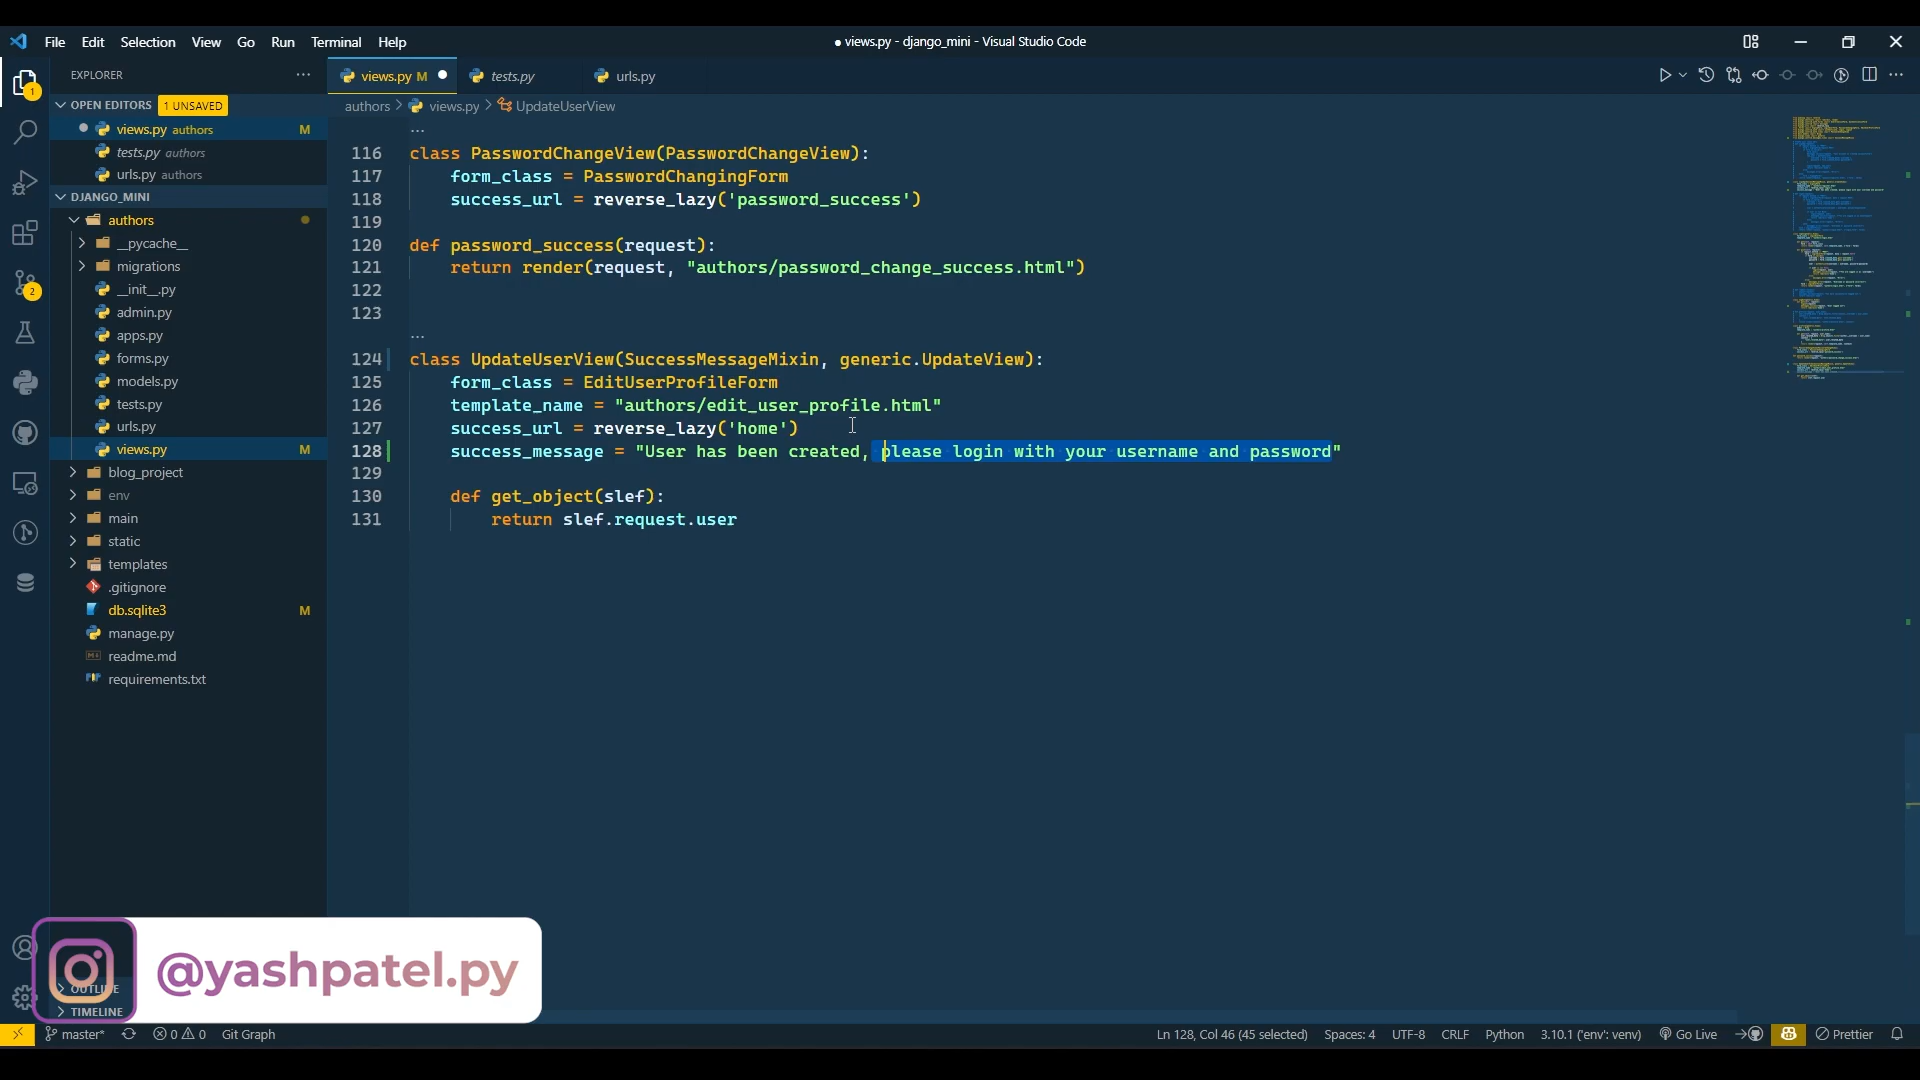 File Edit Selection View Go Run Terminal Help
● views.py - django_mini - Visual Studio Code
EXPLORER ...
views.py M
tests.py
urls.py
OPEN EDITORS 1 UNSAVED
authors > views.py > UpdateUserView
views.py authors M
tests.py authors
urls.py authors
DJANGO_MINI
authors
__pycache__
migrations
__init__.py
admin.py
apps.py
forms.py
models.py
tests.py
urls.py
views.py M
blog_project
env
main
static
templates
.gitignore
db.sqlite3 M
manage.py
readme.md
requirements.txt
OUTLINE
TIMELINE
...
116 class PasswordChangeView(PasswordChangeView):
117 form_class = PasswordChangingForm
118 success_url = reverse_lazy('password_success')
119
120 def password_success(request):
121 return render(request, "authors/password_change_success.html")
122
123
...
124 class UpdateUserView(SuccessMessageMixin, generic.UpdateView):
125 form_class = EditUserProfileForm
126 template_name = "authors/edit_user_profile.html"
127 success_url = reverse_lazy('home')
128 success_message = "User has been created, please login with your username and password"
129
130 def get_object(slef):
131 return slef.request.user
1
2
@yashpatel.py
master* 0 0 Git Graph
Ln 128, Col 46 (45 selected) Spaces: 4 UTF-8 CRLF Python 3.10.1 ('env': venv) Go Live Prettier